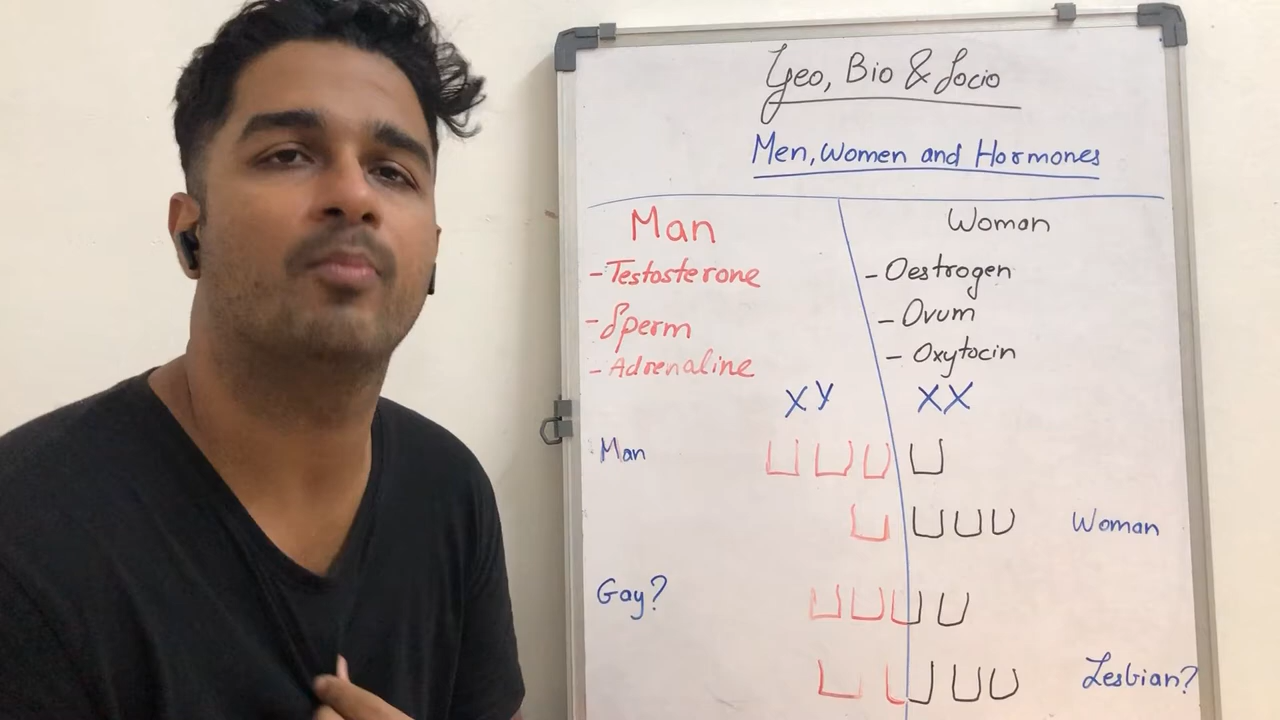 Geo, Bio & Socio
Men, Women and Hormones
Man Woman
- Testosterone - Oestrogen
- Sperm - Ovum
- Adrenaline - Oxytocin
XY XX
Man
Woman
Gay?
Lesbian?